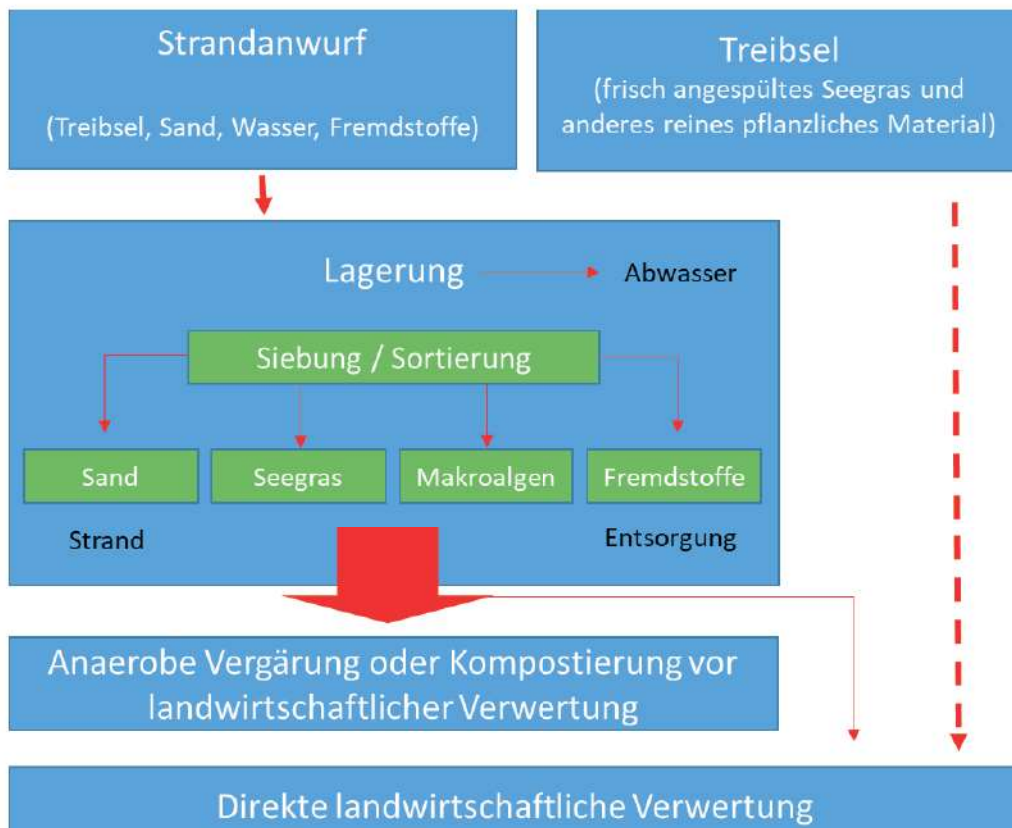 Strandanwurf
(Treibsel, Sand, Wasser, Fremdstoffe)
Treibsel
(frisch angespültes Seegras und
anderes reines pflanzliches Material)
Lagerung
Abwasser
Siebung / Sortierung
Sand
Seegras
Makroalgen
Fremdstoffe
Strand
Entsorgung
Anaerobe Vergärung oder Kompostierung vor
landwirtschaftlicher Verwertung
Direkte landwirtschaftliche Verwertung